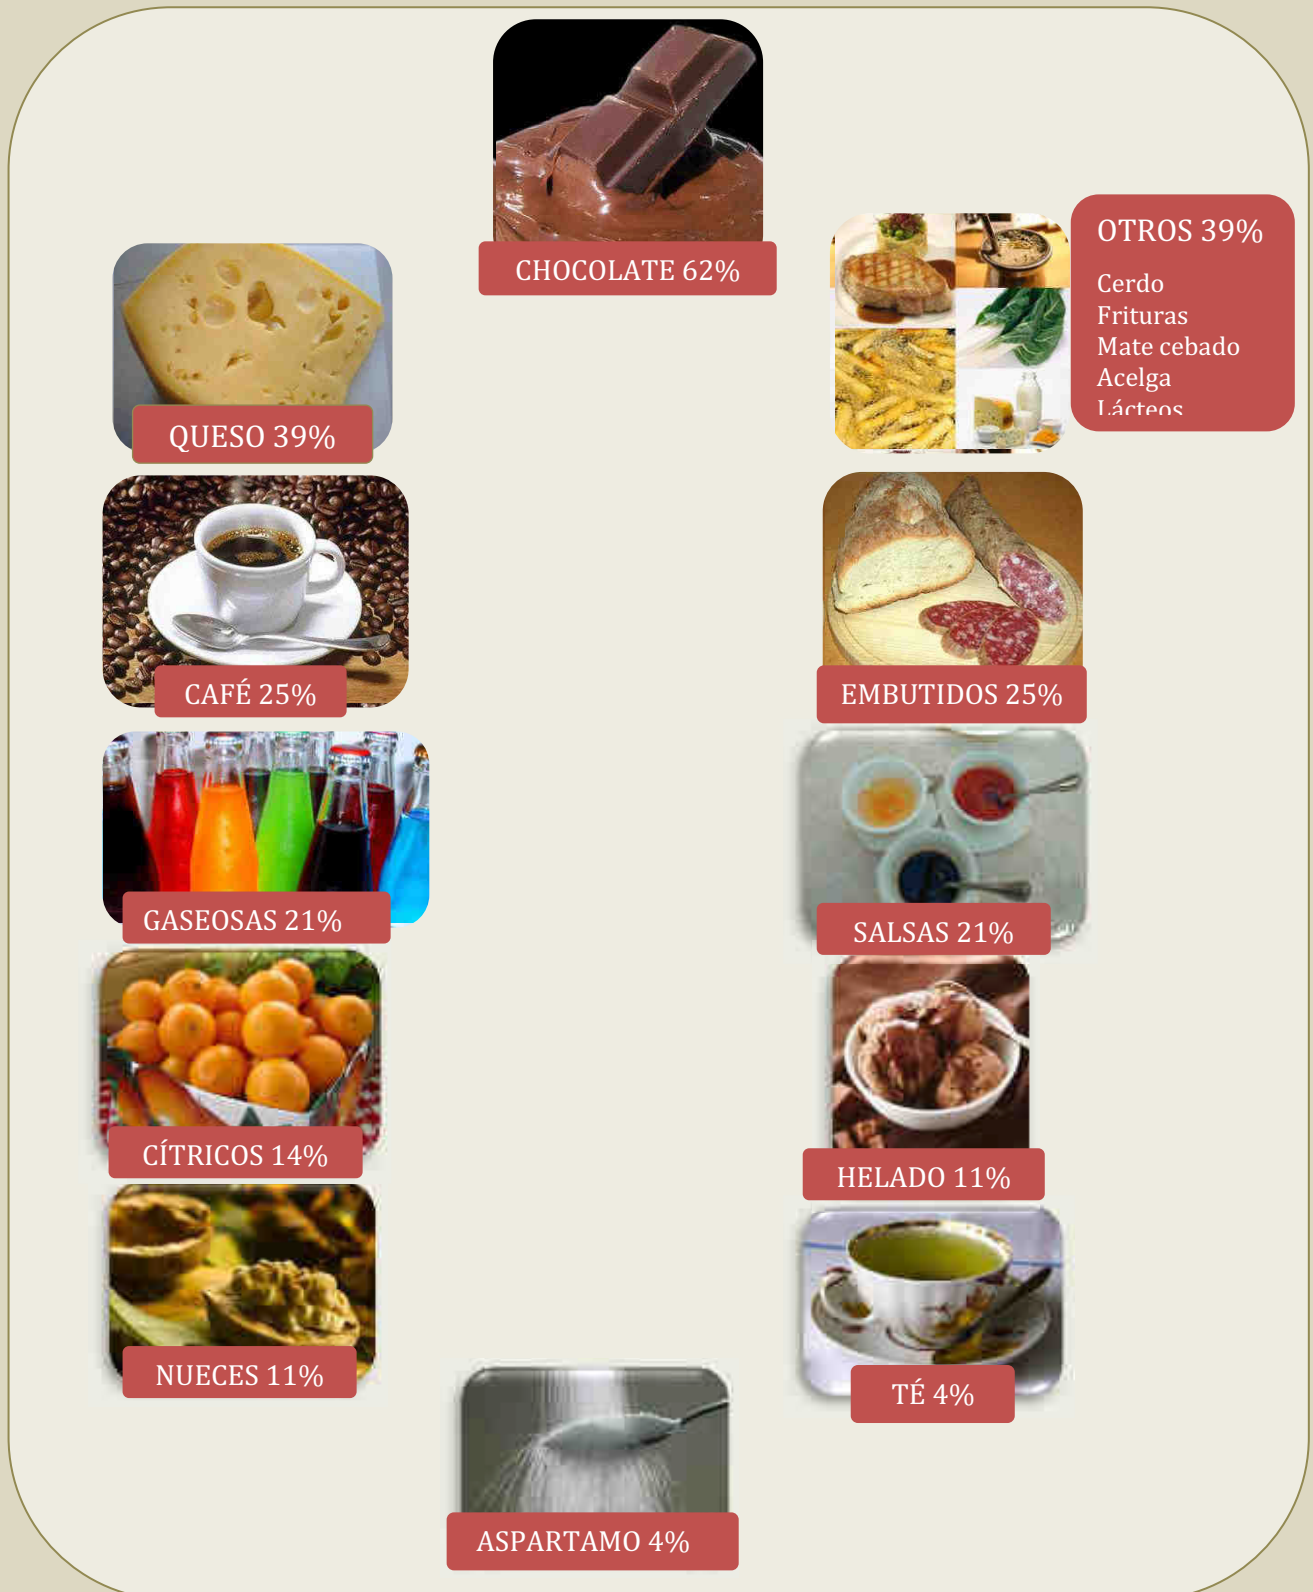 CHOCOLATE 62%
OTROS 39%
Cerdo
Frituras
Mate cebado
Acelga
Lácteos
QUESO 39%
CAFÉ 25%
EMBUTIDOS 25%
GASEOSAS 21%
SALSAS 21%
CÍTRICOS 14%
HELADO 11%
NUECES 11%
TÉ 4%
ASPARTAMO 4%